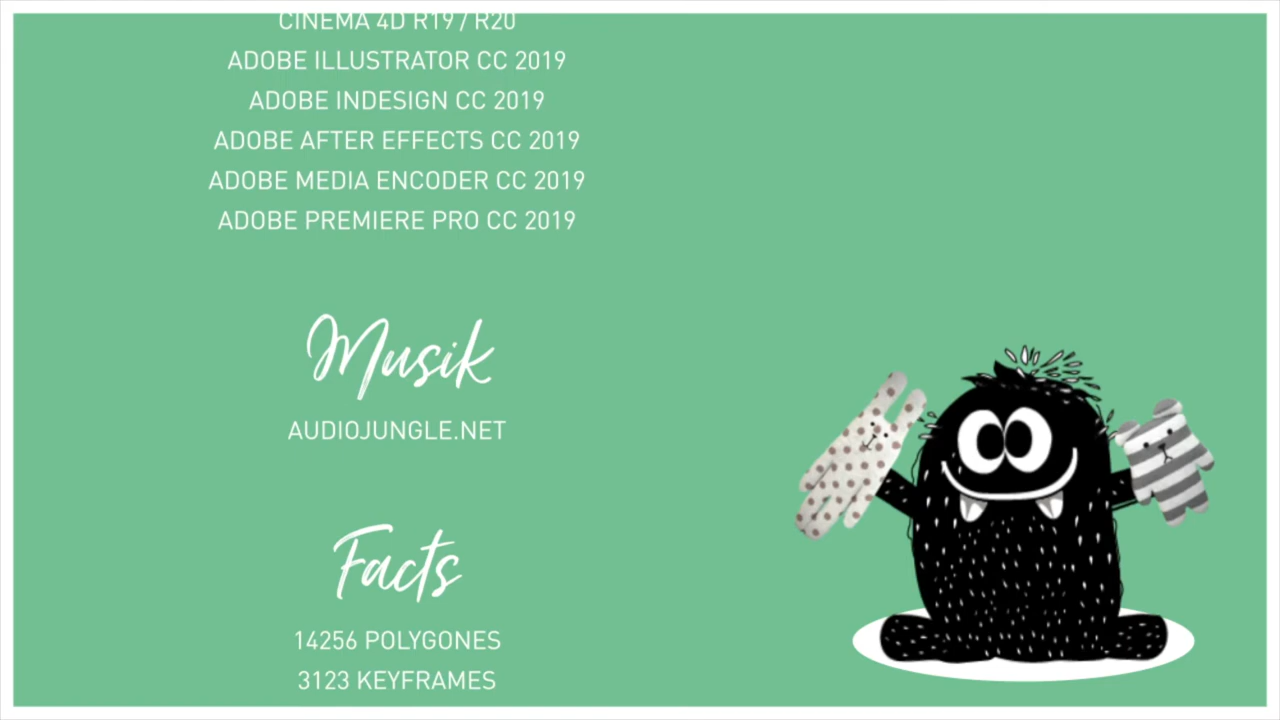 CINEMA 4D R19 / R20
ADOBE ILLUSTRATOR CC 2019
ADOBE INDESIGN CC 2019
ADOBE AFTER EFFECTS CC 2019
ADOBE MEDIA ENCODER CC 2019
ADOBE PREMIERE PRO CC 2019
Musik
AUDIOJUNGLE.NET
Facts
14256 POLYGONES
3123 KEYFRAMES